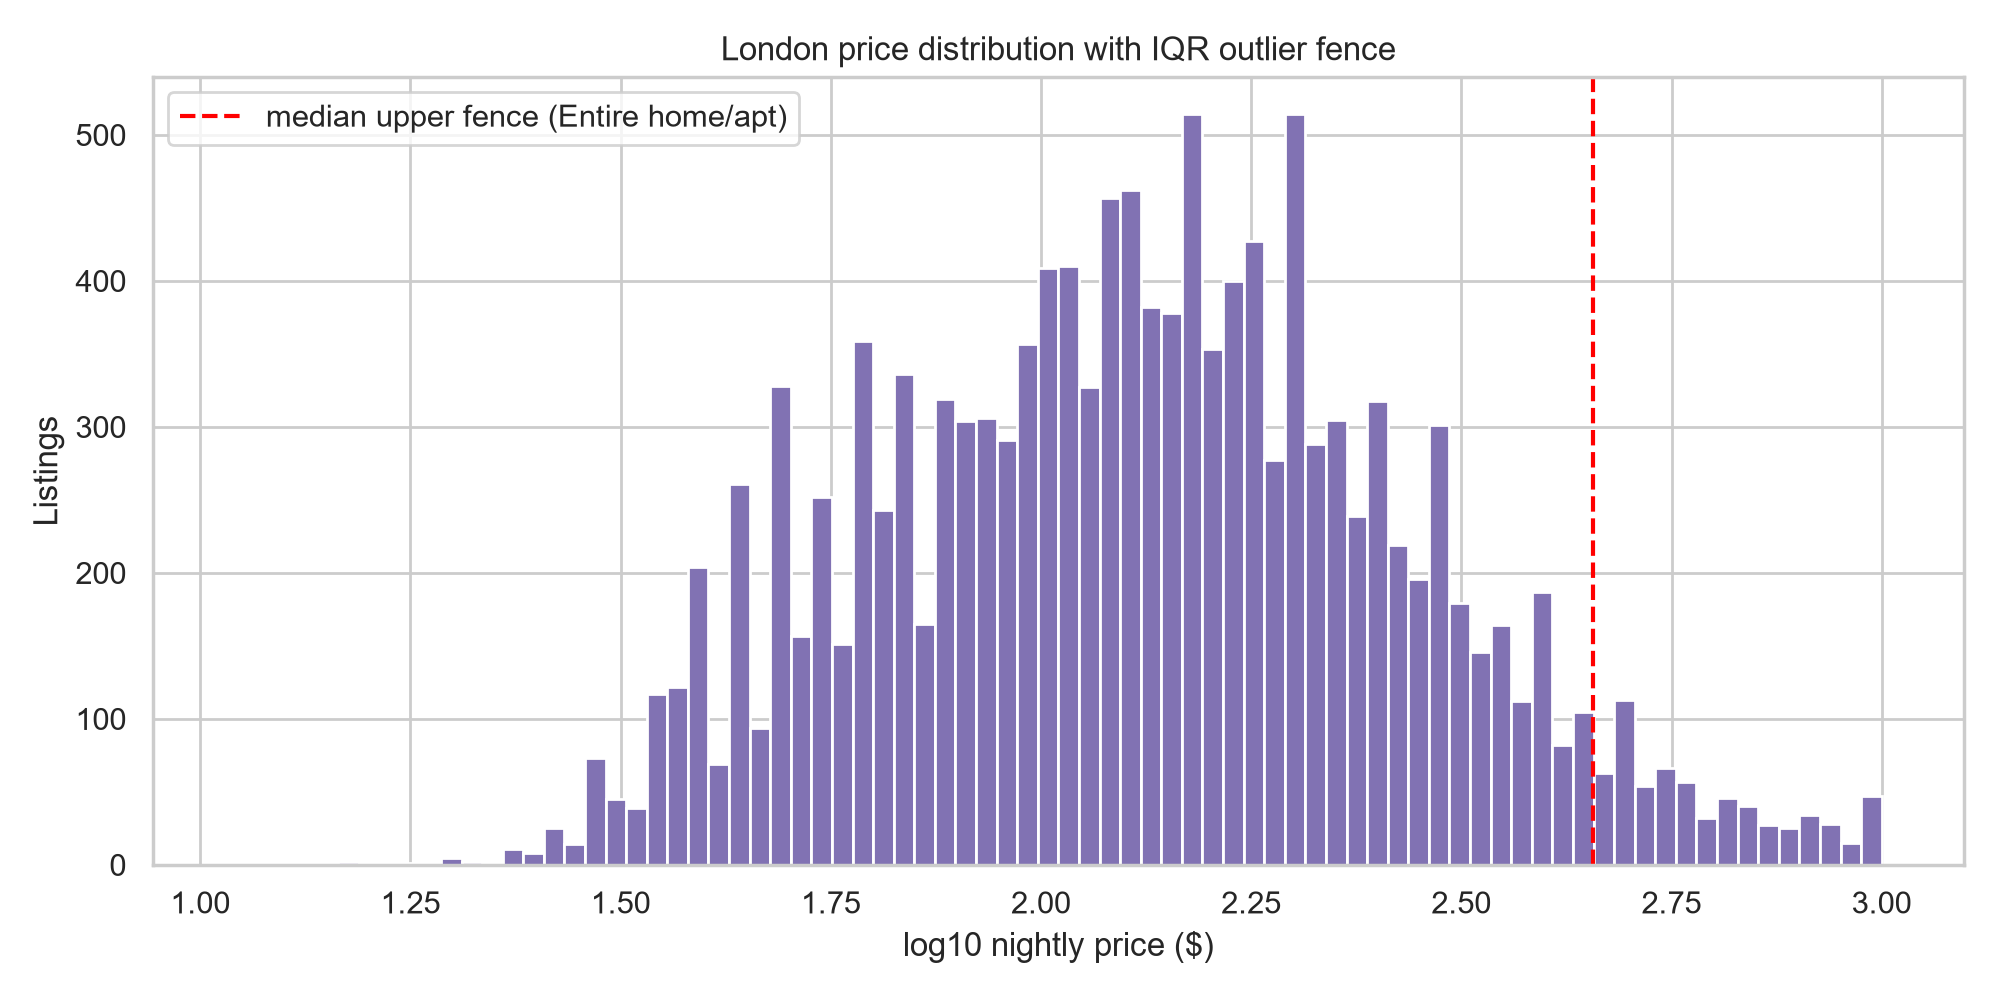 London price distribution with IQR outlier fence
median upper fence (Entire home/apt)
Listings
500
400
300
200
100
0
1.00 1.25 1.50 1.75 2.00 2.25 2.50 2.75 3.00
log10 nightly price ($)